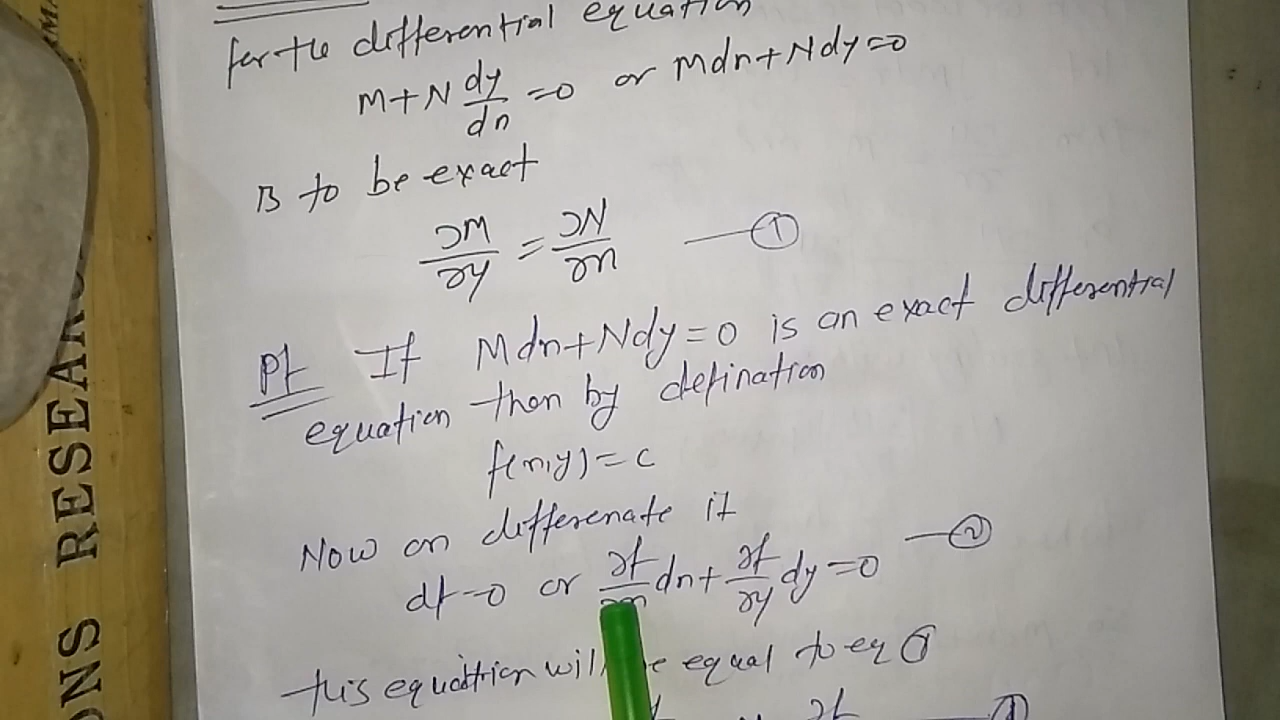 for the differential equation
M+N dy/dn =0 or Mdn+Ndy=0
is to be exact
∂M/∂y = ∂N/∂n —①
Pf If Mdn+Ndy=0 is an exact differential
equation then by defination
f(n,y)=c
Now on differenate it
df=0 or ∂f/∂n dn+ ∂f/∂y dy=0 —②
this equation will be equal to eq ①
∂f
RESEARC
ONS